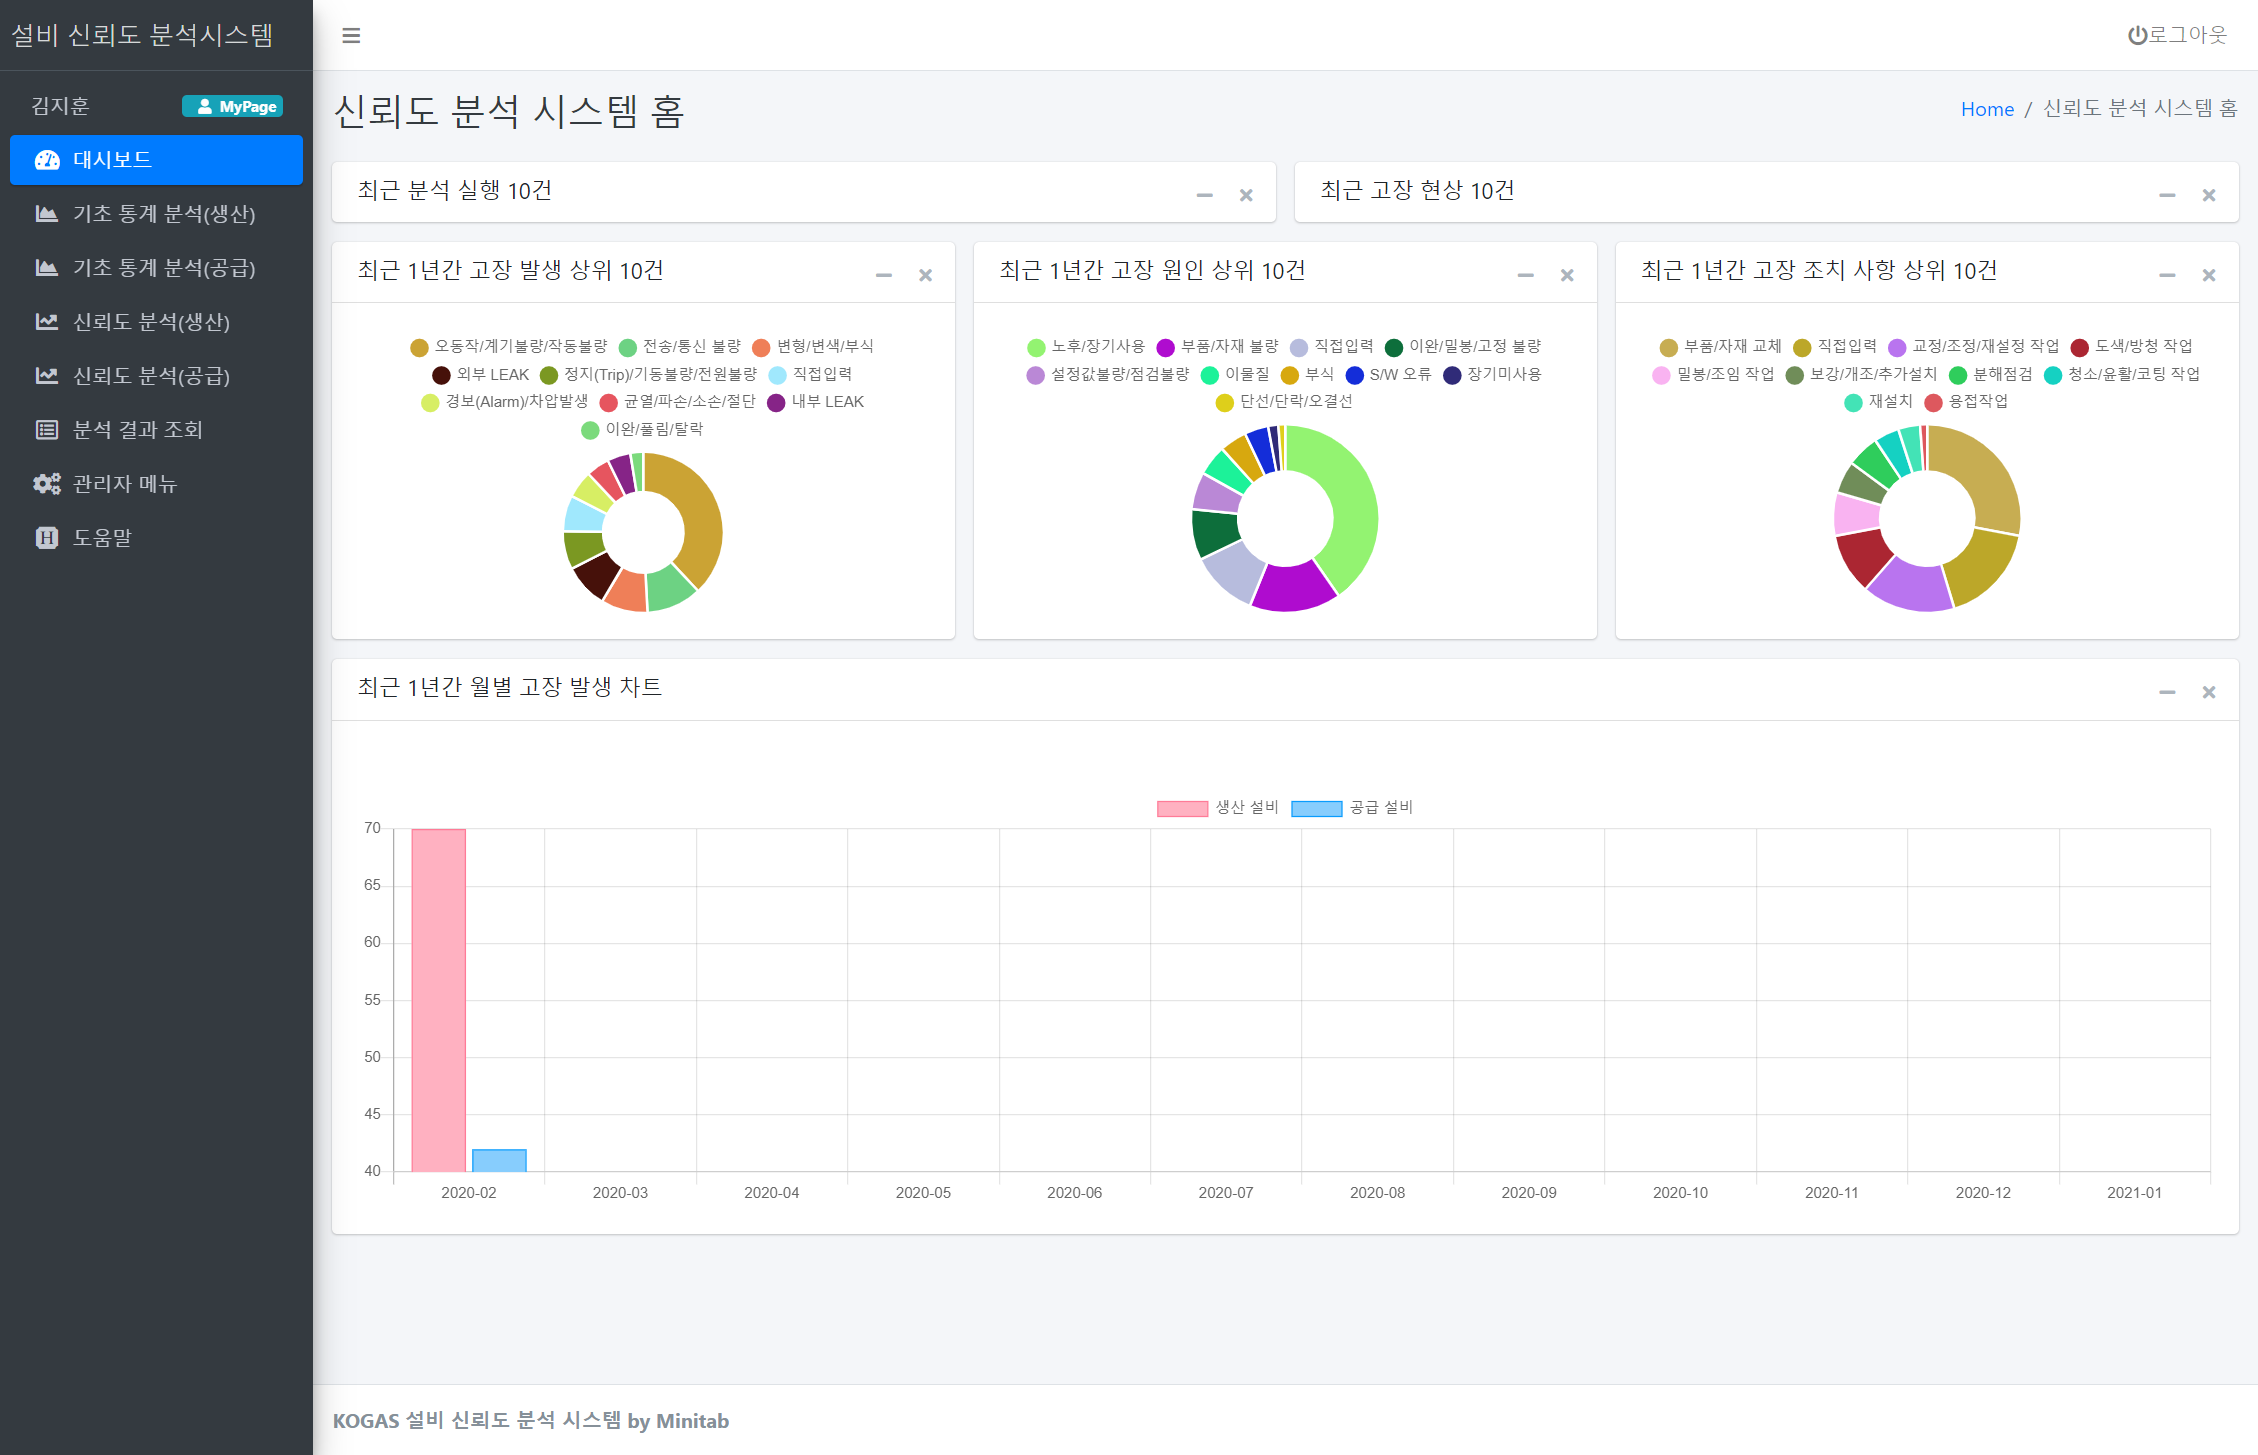 설비 신뢰도 분석시스템
로그아웃
김지훈
MyPage
대시보드
기초 통계 분석(생산)
기초 통계 분석(공급)
신뢰도 분석(생산)
신뢰도 분석(공급)
분석 결과 조회
관리자 메뉴
H 도움말
신뢰도 분석 시스템 홈
Home / 신뢰도 분석 시스템 홈
최근 분석 실행 10건
최근 고장 현상 10건
최근 1년간 고장 발생 상위 10건
오동작/계기불량/작동불량 전송/통신 불량 변형/변색/부식
외부 LEAK 정지(Trip)/기동불량/전원불량 직접입력
경보(Alarm)/차압발생 균열/파손/소손/절단 내부 LEAK
이완/풀림/탈락
최근 1년간 고장 원인 상위 10건
노후/장기사용 부품/자재 불량 직접입력 이완/밀봉/고정 불량
설정값불량/점검불량 이물질 부식 S/W 오류 장기미사용
단선/단락/오결선
최근 1년간 고장 조치 사항 상위 10건
부품/자재 교체 직접입력 교정/조정/재설정 작업 도색/방청 작업
밀봉/조임 작업 보강/개조/추가설치 분해점검 청소/윤활/코팅 작업
재설치 용접작업
최근 1년간 월별 고장 발생 차트
생산 설비 공급 설비
70
65
60
55
50
45
40
2020-02 2020-03 2020-04 2020-05 2020-06 2020-07 2020-08 2020-09 2020-10 2020-11 2020-12 2021-01
KOGAS 설비 신뢰도 분석 시스템 by Minitab